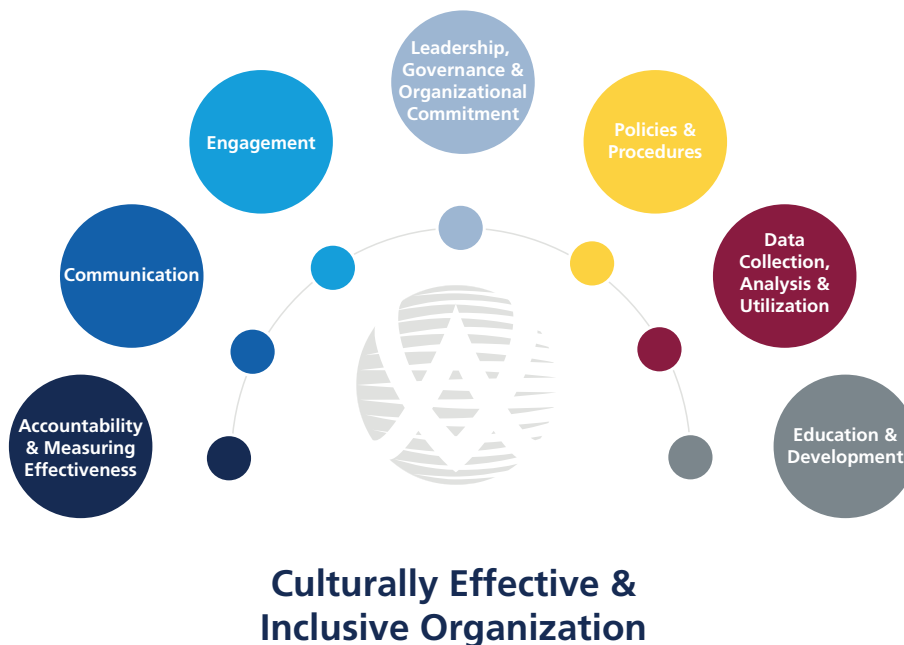 Leadership,
Governance &
Organizational
Commitment
Engagement
Policies &
Procedures
Communication
Data
Collection,
Analysis &
Utilization
Accountability
& Measuring
Effectiveness
Education &
Development
Culturally Effective &
Inclusive Organization